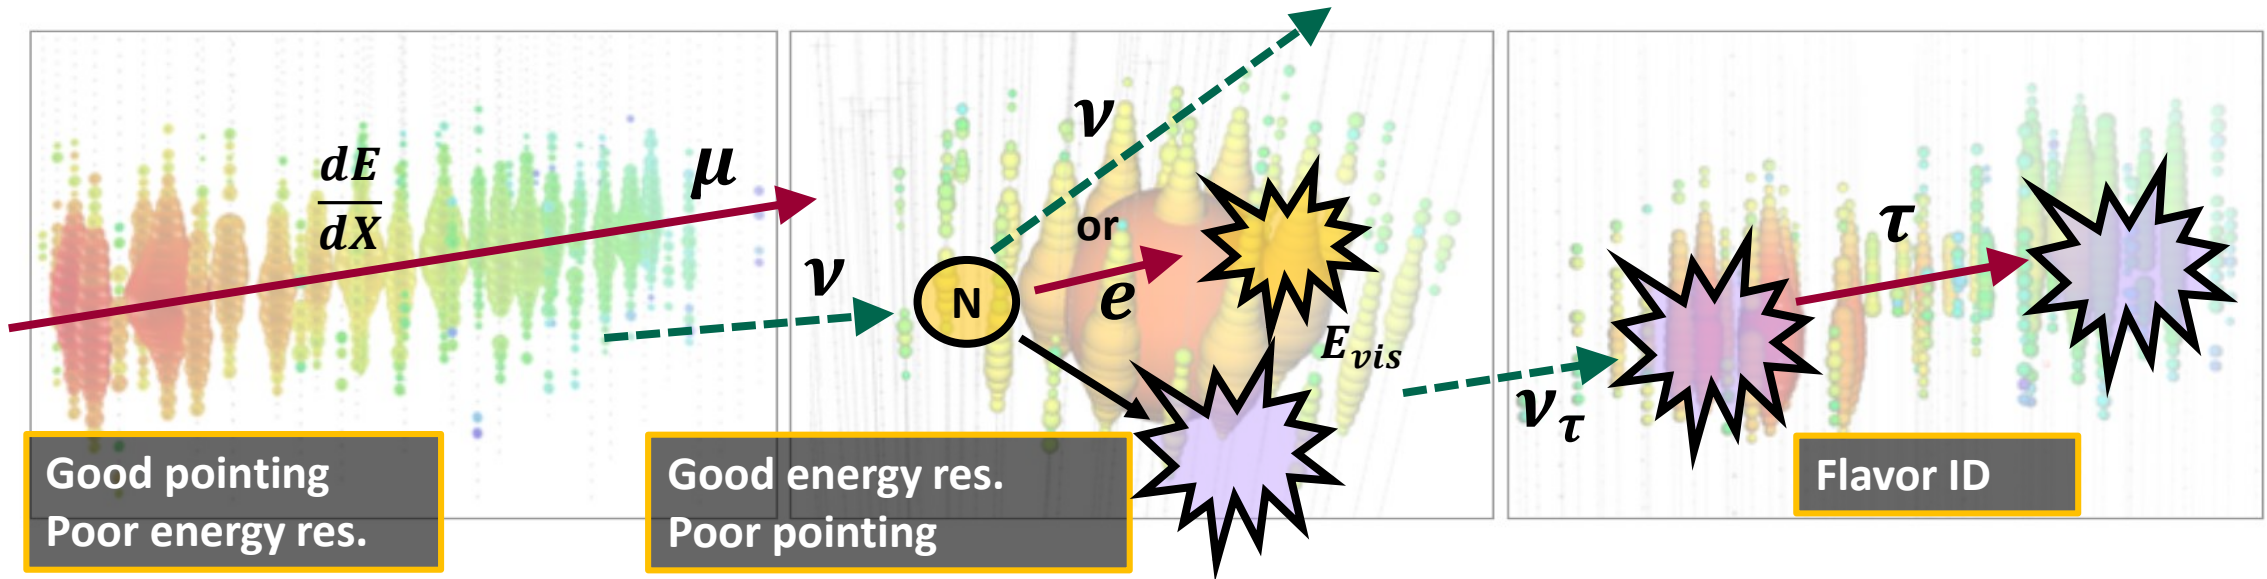 dE
dX
μ
Good pointing
Poor energy res.
ν
N
ν
or
e
E_vis
Good energy res.
Poor pointing
ν_τ
τ
Flavor ID